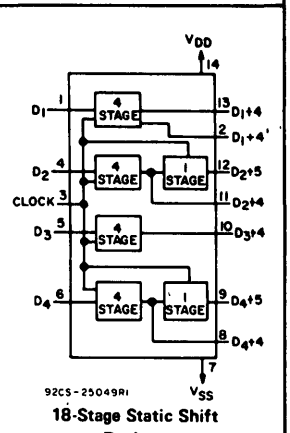 VDD
14
D1 1 4 STAGE 13 D1+4
2 D1+4'
D2 4 4 STAGE 1 STAGE 12 D2+5
11 D2+4
CLOCK 3
D3 5 4 STAGE 10 D3+4
D4 6 4 STAGE 1 STAGE 9 D4+5
8 D4+4
7
VSS
92CS-25049R1
18-Stage Static Shift